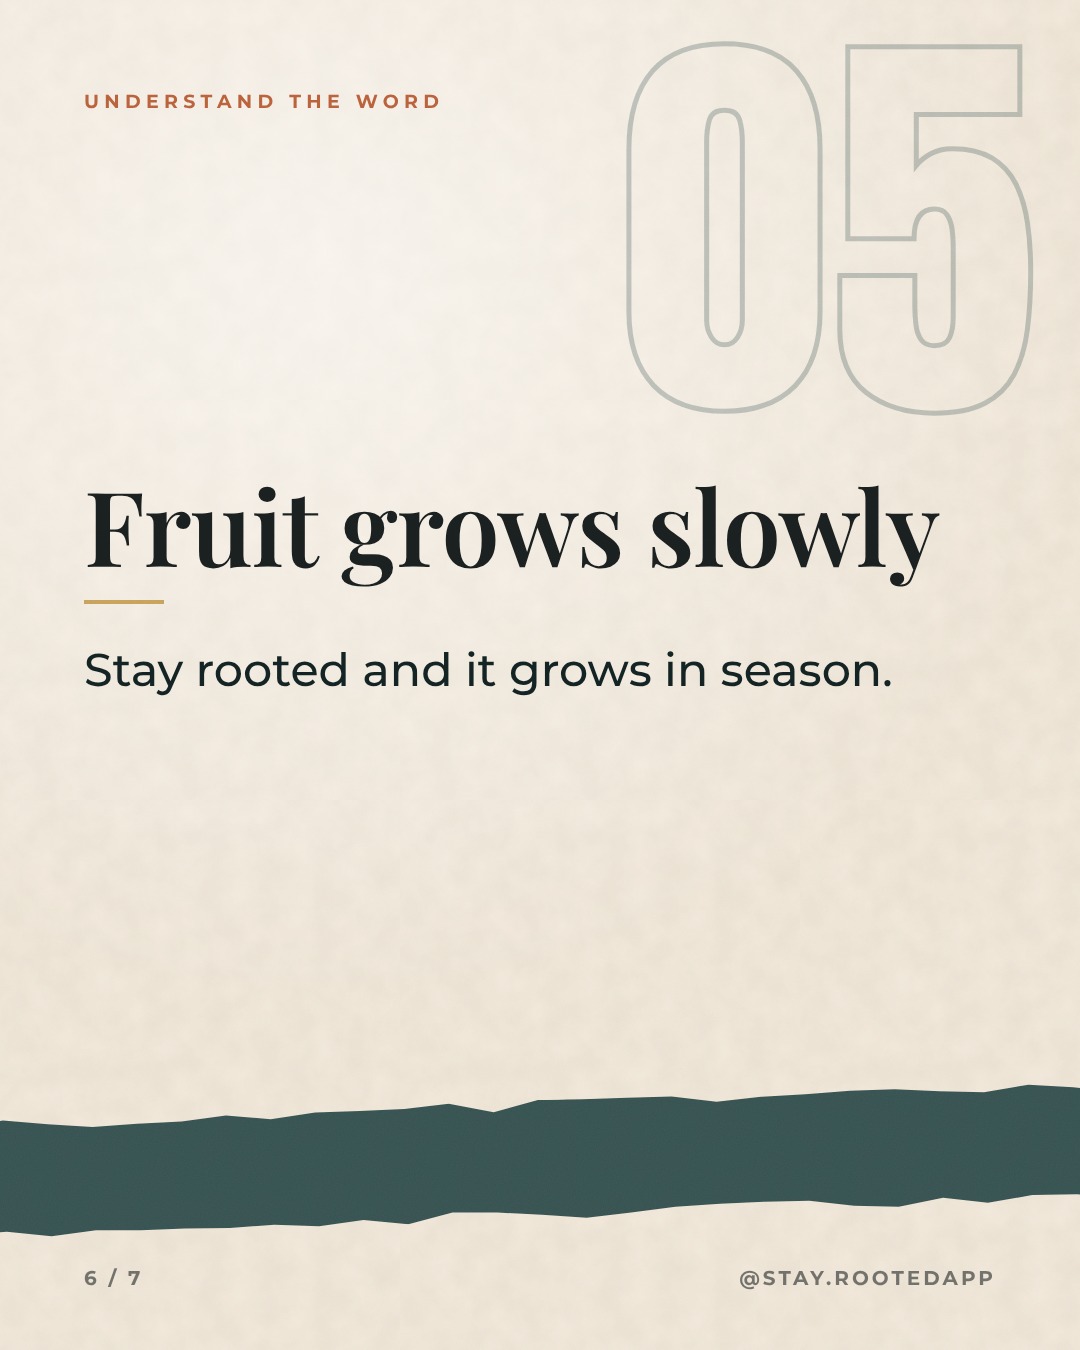 UNDERSTAND THE WORD
05
Fruit grows slowly
Stay rooted and it grows in season.
6 / 7
@STAY.ROOTEDAPP